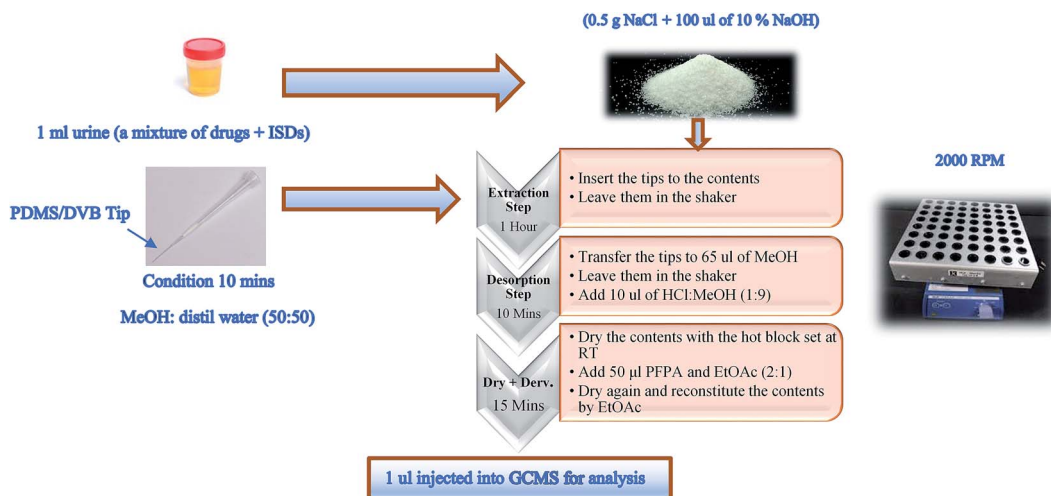 (0.5 g NaCl + 100 ul of 10 % NaOH)
1 ml urine (a mixture of drugs + ISDs)
PDMS/DVB Tip
Condition 10 mins
MeOH: distil water (50:50)
Extraction
Step
1 Hour
• Insert the tips to the contents
• Leave them in the shaker
Desorption
Step
10 Mins
• Transfer the tips to 65 ul of MeOH
• Leave them in the shaker
• Add 10 ul of HCl:MeOH (1:9)
Dry + Derv.
15 Mins
• Dry the contents with the hot block set at
RT
• Add 50 µl PFPA and EtOAc (2:1)
• Dry again and reconstitute the contents
by EtOAc
2000 RPM
1 ul injected into GCMS for analysis